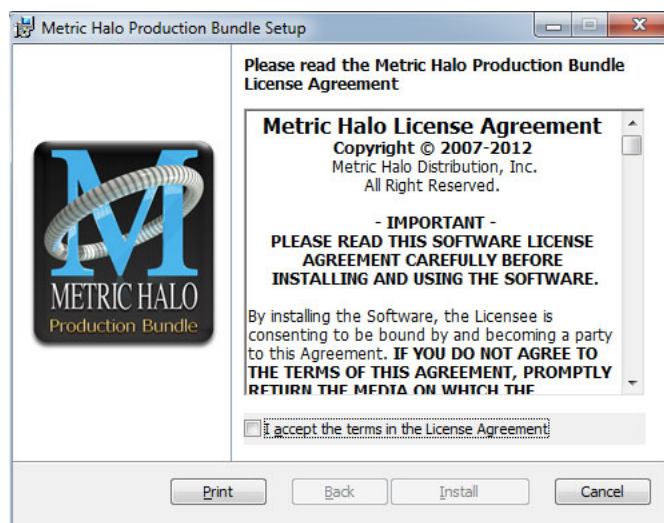 Metric Halo Production Bundle Setup
Please read the Metric Halo Production Bundle
License Agreement
M
METRIC HALO
Production Bundle
Metric Halo License Agreement
Copyright © 2007-2012
Metric Halo Distribution, Inc.
All Right Reserved.
- IMPORTANT -
PLEASE READ THIS SOFTWARE LICENSE
AGREEMENT CAREFULLY BEFORE
INSTALLING AND USING THE SOFTWARE.
By installing the Software, the Licensee is
consenting to be bound by and becoming a party
to this Agreement. IF YOU DO NOT AGREE TO
THE TERMS OF THIS AGREEMENT, PROMPTLY
RETURN THE MEDIA ON WHICH THE
I accept the terms in the License Agreement
Print Back Install Cancel